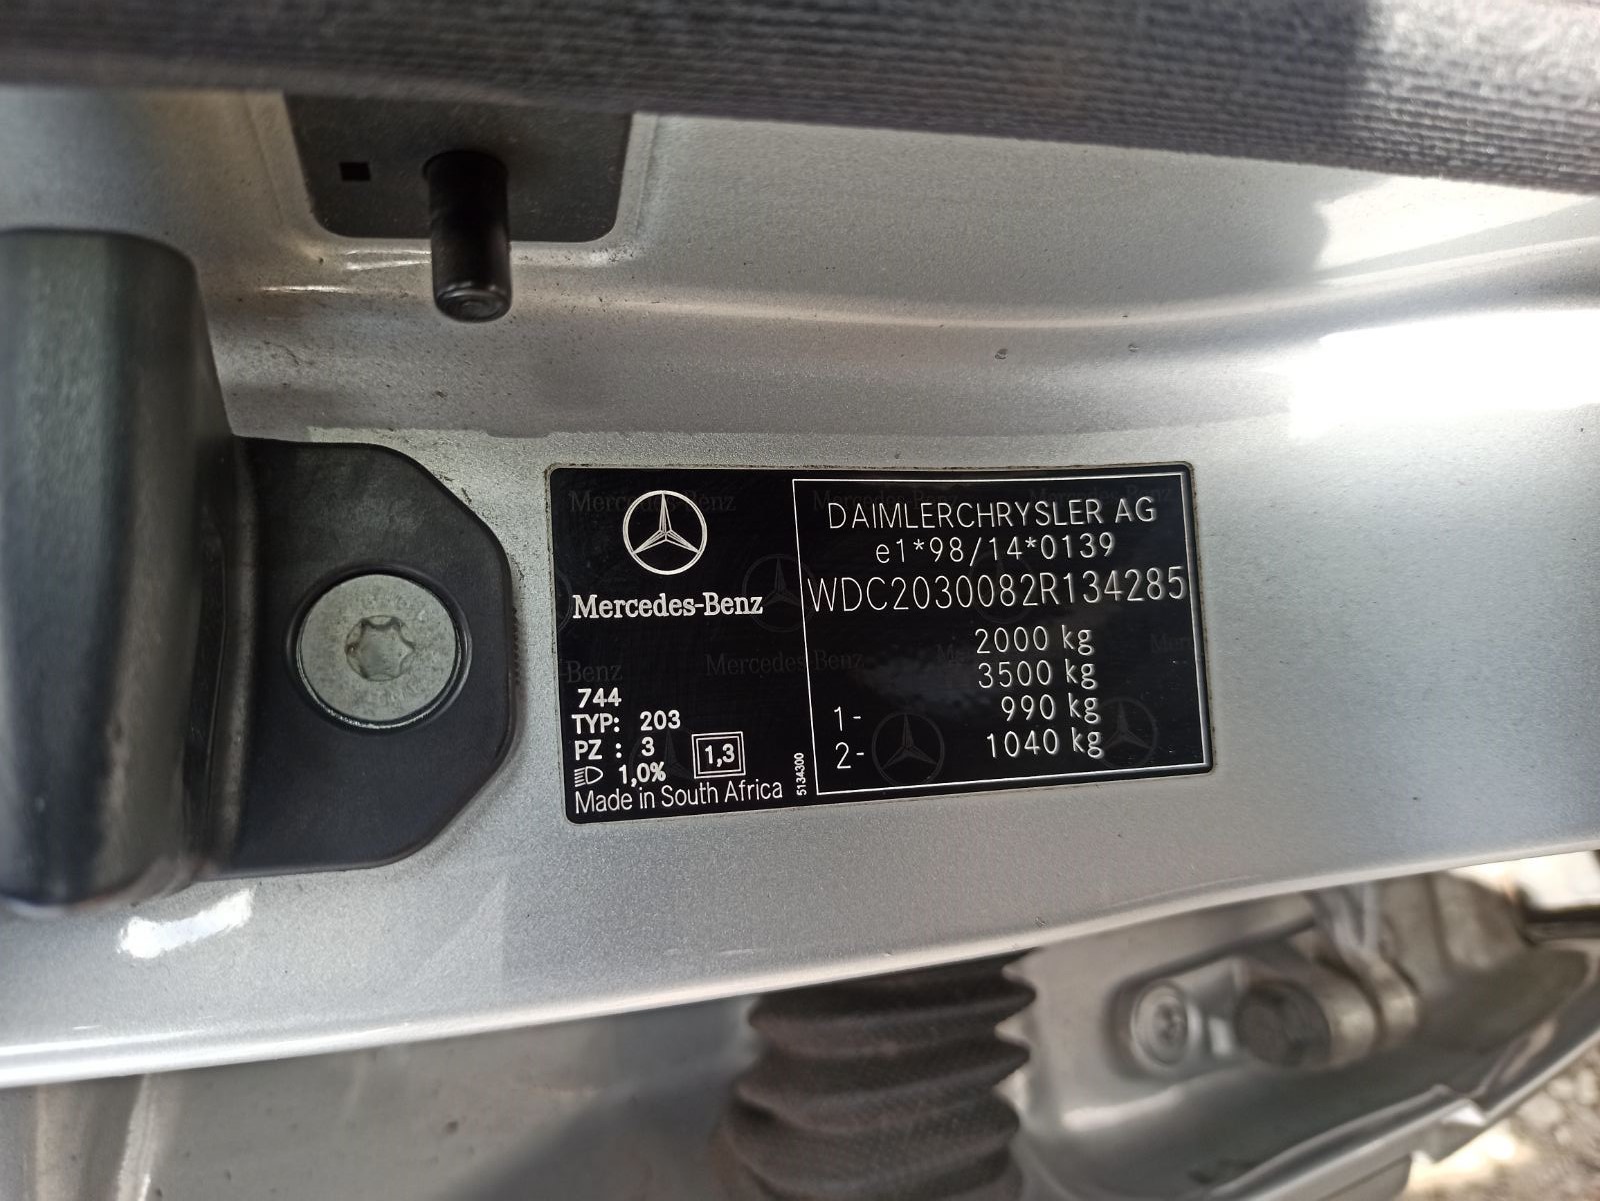 Mercedes-Benz
744
TYP: 203
PZ : 3
1,3
1,0%
Made in South Africa
5134300
DAIMLERCHRYSLER AG
e1*98/14*0139
WDC2030082R134285
2000 kg
3500 kg
1- 990 kg
2- 1040 kg